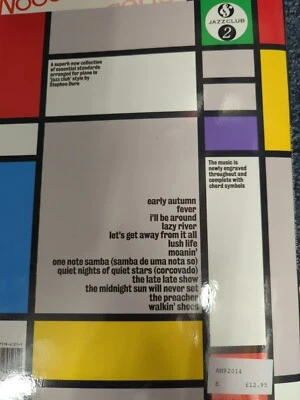 JAZZ CLUB
2
A superb new collection
of essential standards
arranged for piano in
'jazz club' style by
Stephen Duro
The music is
newly engraved
throughout and
complete with
chord symbols
early autumn
fever
i'll be around
lazy river
let's get away from it all
lush life
moanin'
one note samba (samba de uma nota so)
quiet nights of quiet stars (corcovado)
the late late show
the midnight sun will never set
the preacher
walkin' shoes
£12.95